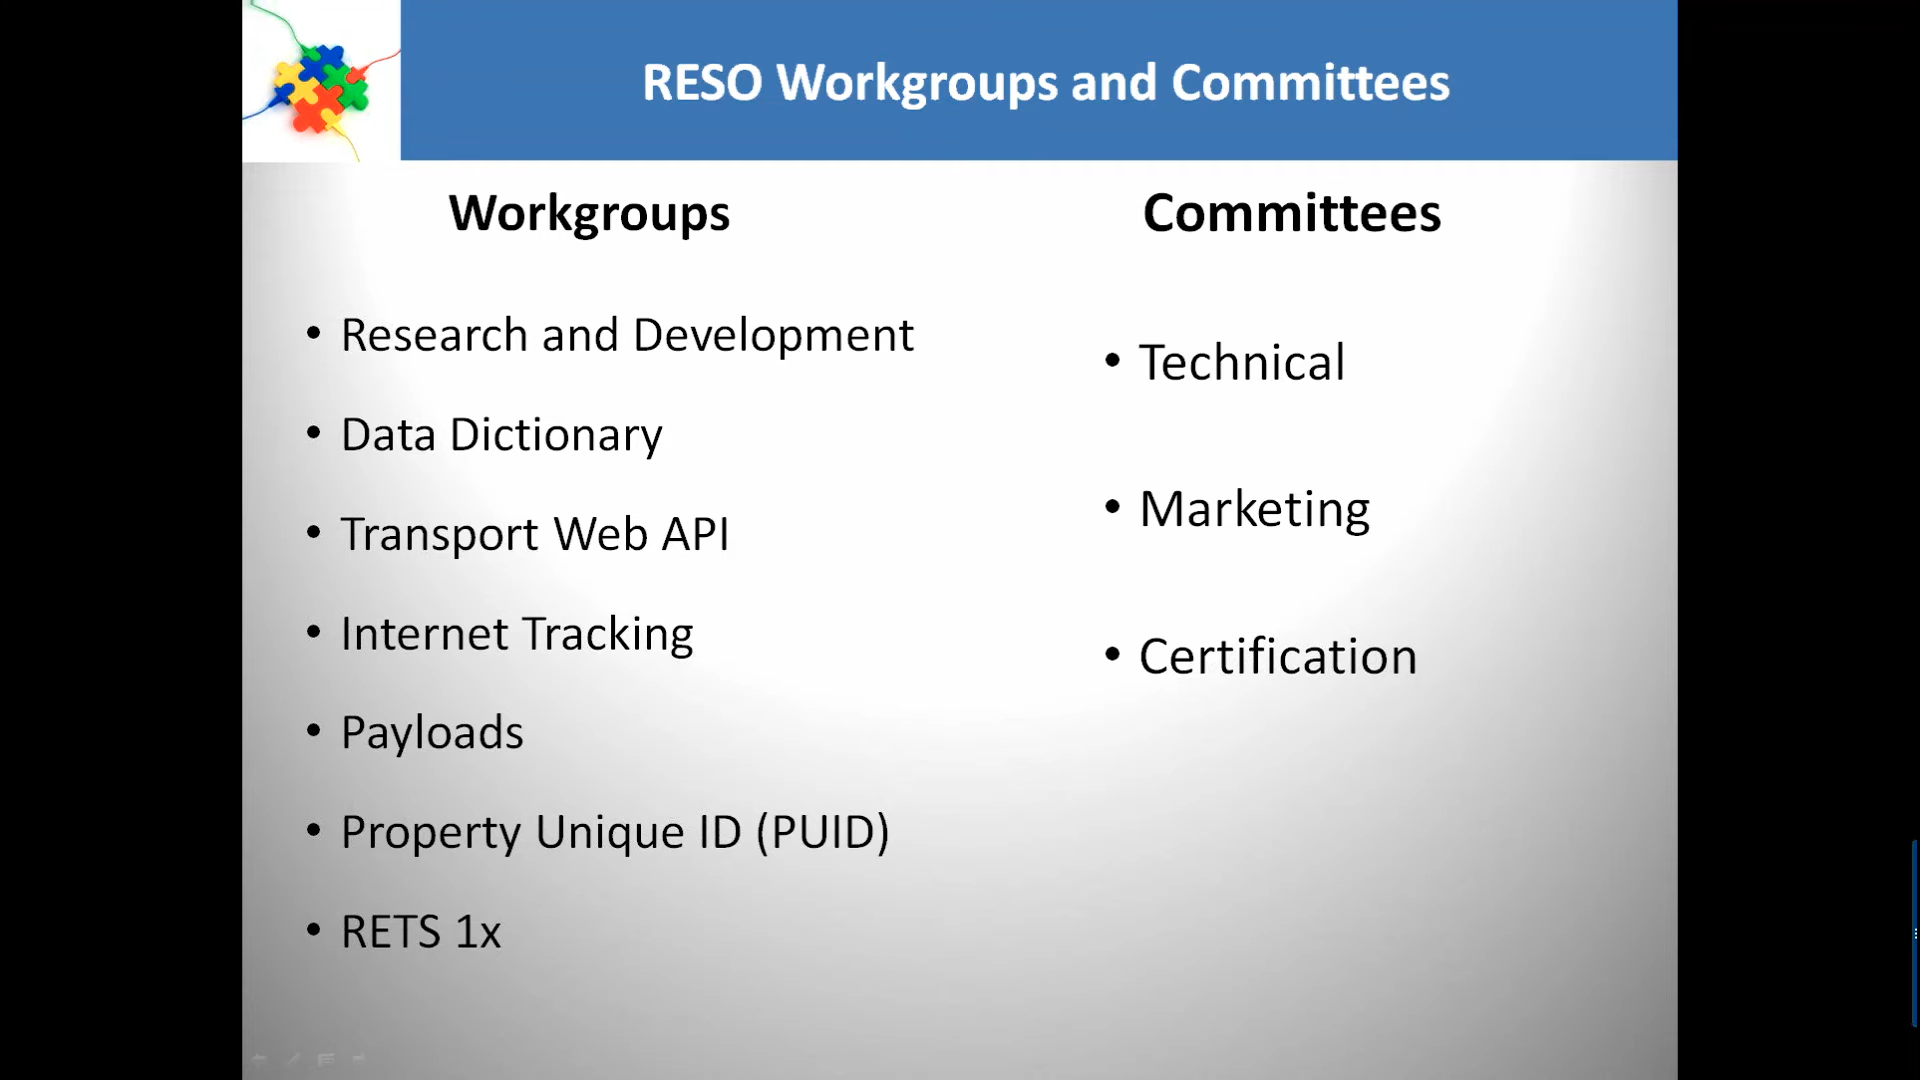 RESO Workgroups and Committees
Workgroups
• Research and Development
• Data Dictionary
• Transport Web API
• Internet Tracking
• Payloads
• Property Unique ID (PUID)
• RETS 1x
Committees
• Technical
• Marketing
• Certification